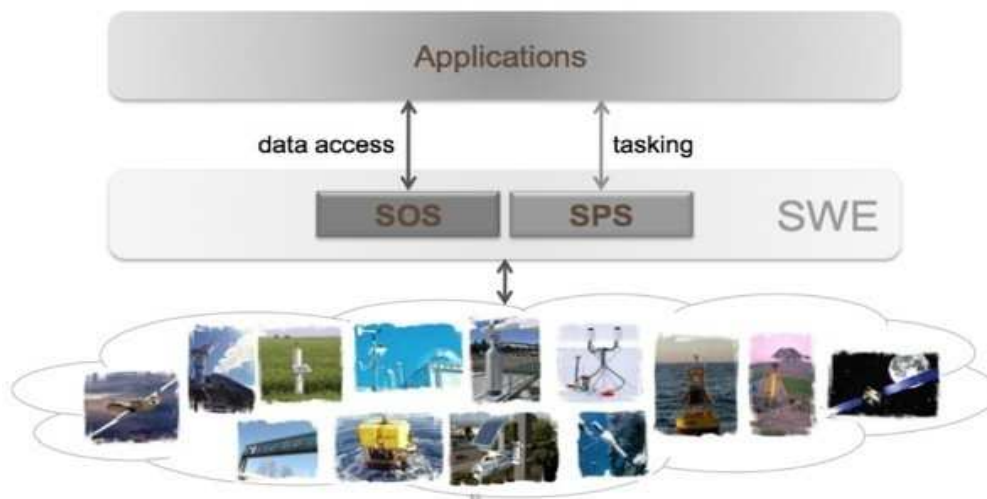 Applications
data access
tasking
SOS
SPS
SWE